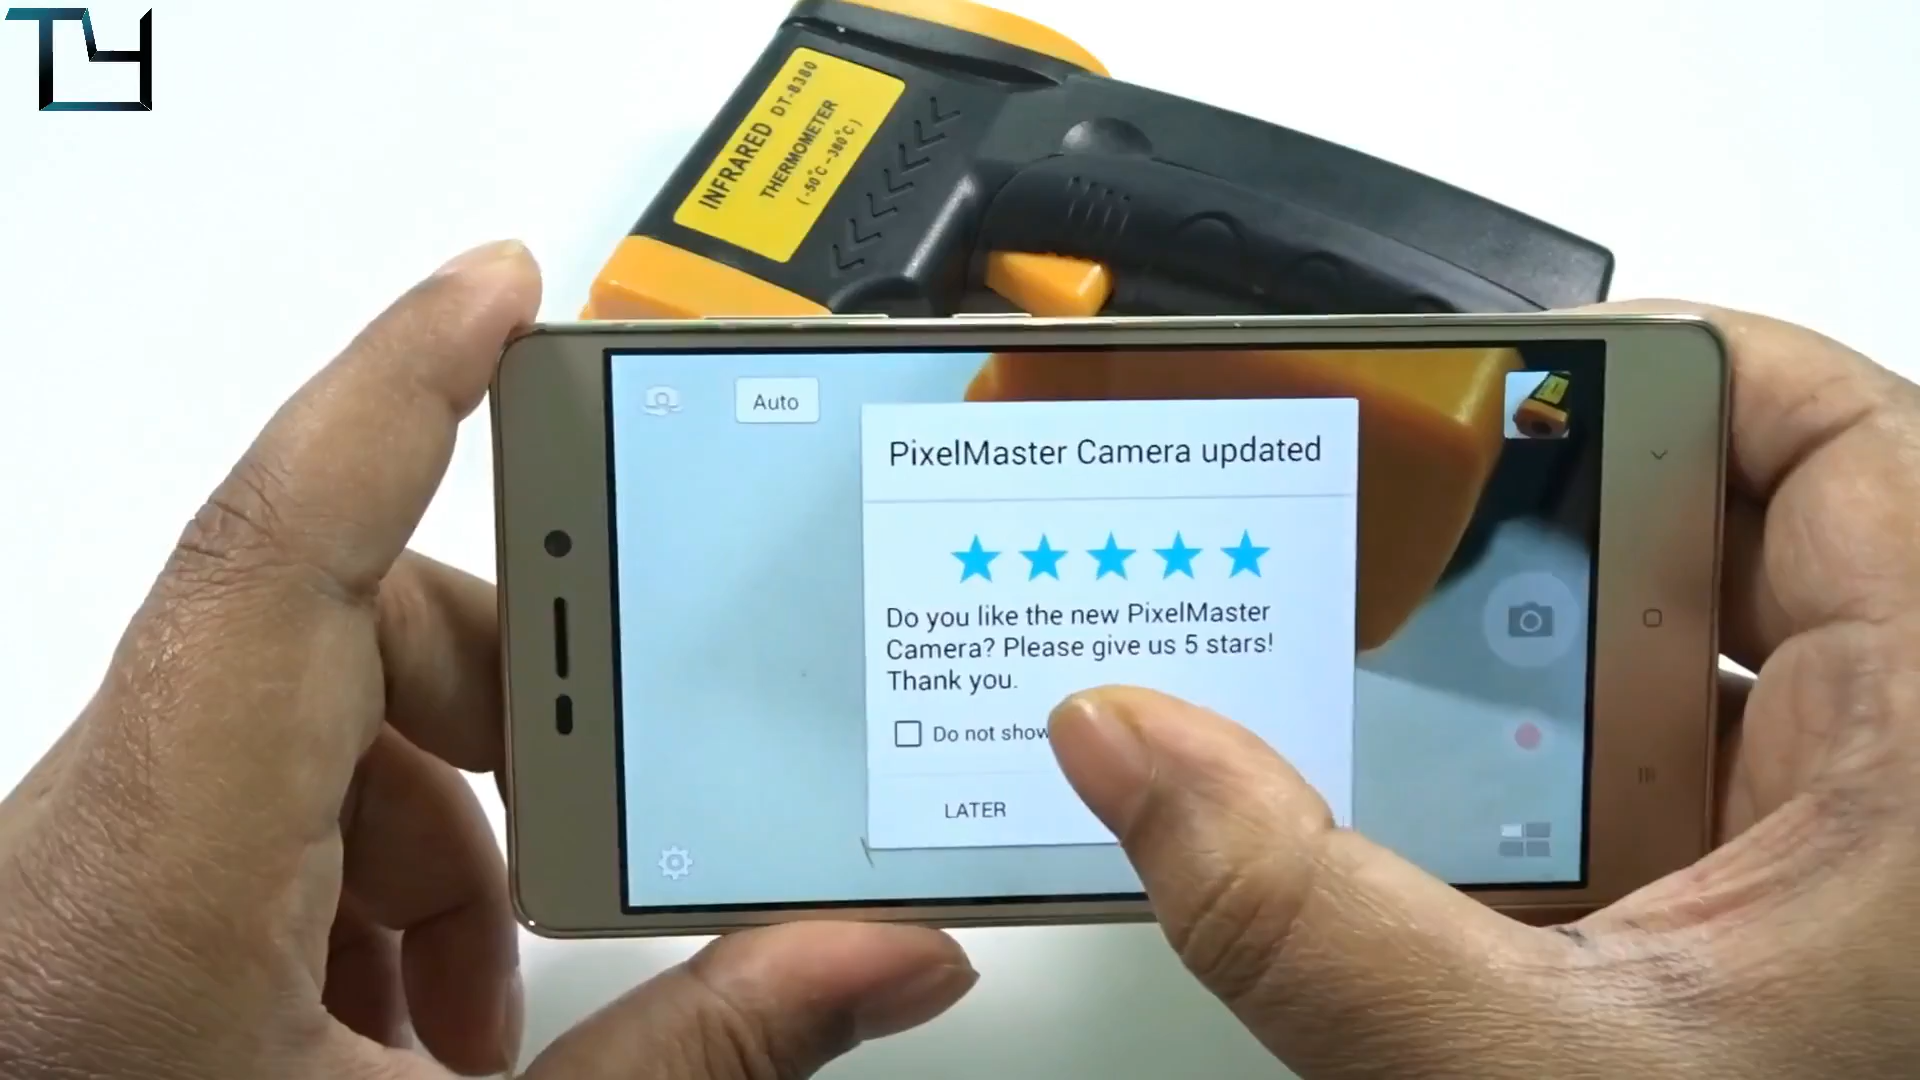 TY
INFRARED DT-8380
THERMOMETER
(-50°C~380°C)
Auto
PixelMaster Camera updated
Do you like the new PixelMaster
Camera? Please give us 5 stars!
Thank you.
Do not show
LATER